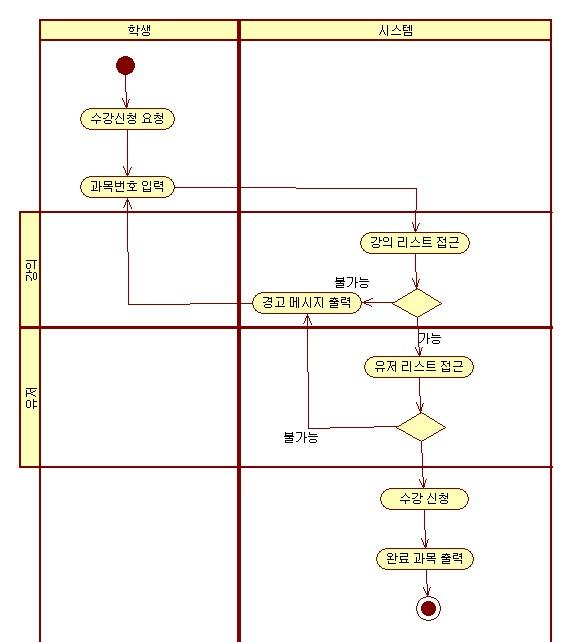 학생
시스템
수강신청 요청
과목번호 입력
강의
강의 리스트 접근
불가능
경고 메시지 출력
가능
유저
유저 리스트 접근
불가능
수강 신청
완료 과목 출력